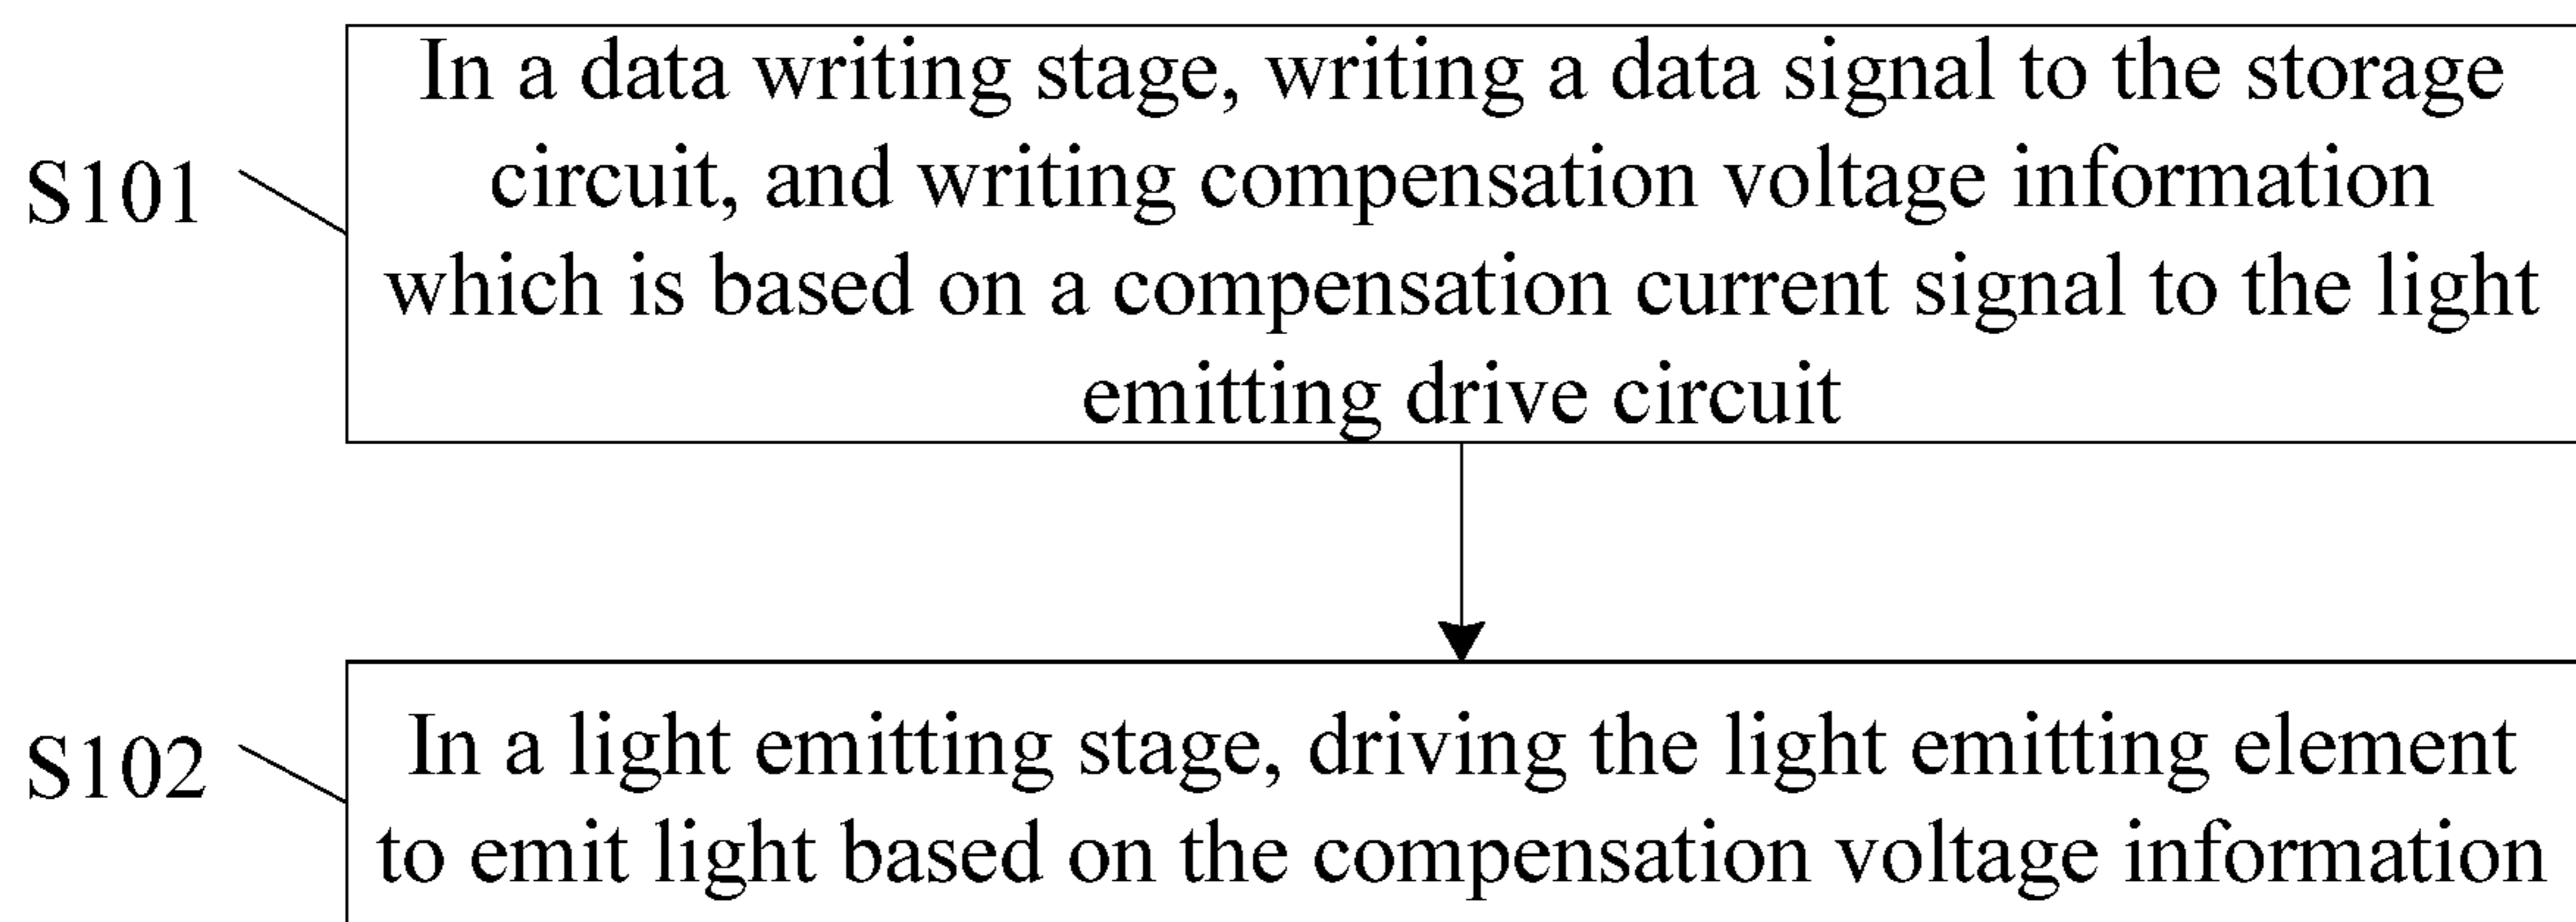 In a data writing stage, writing a data signal to the storage
S101
circuit, and writing compensation voltage information
which is based on a compensation current signal to the light
emitting drive circuit
S102
In a light emitting stage, driving the light emitting element
to emit light based on the compensation voltage information